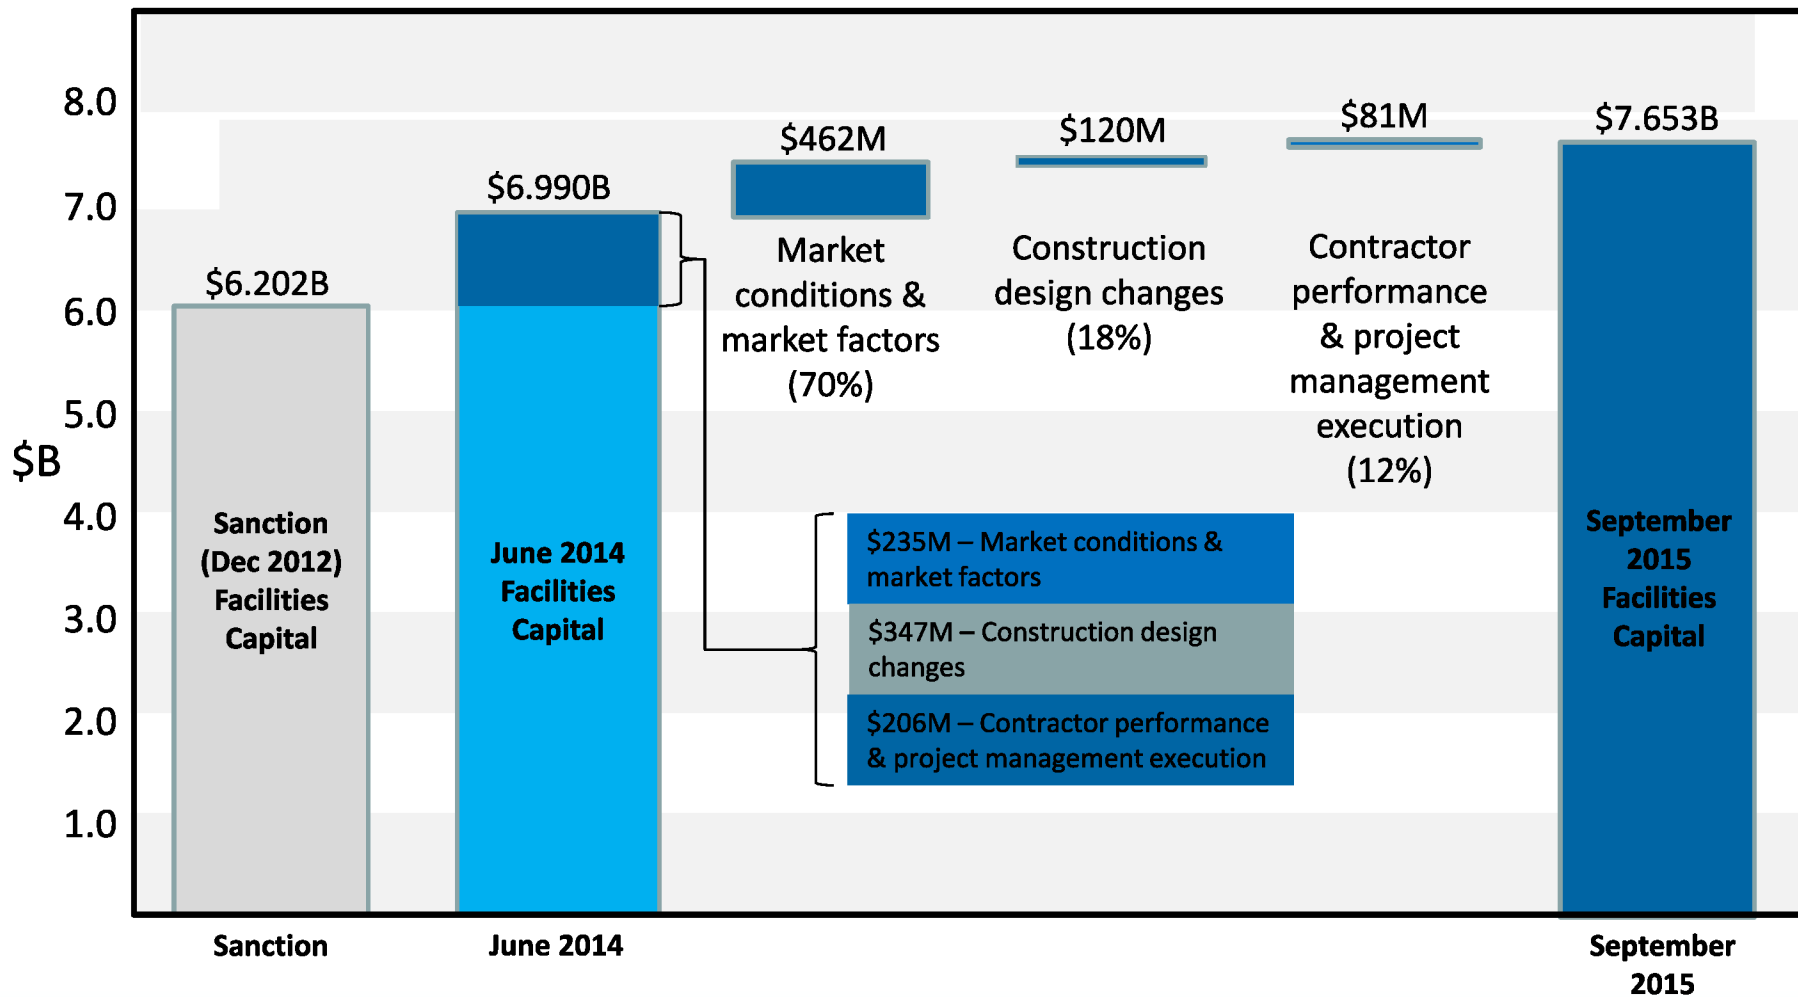 $B
8.0
7.0
6.0
5.0
4.0
3.0
2.0
1.0
$6.202B
Sanction
(Dec 2012)
Facilities
Capital
$6.990B
June 2014
Facilities
Capital
$462M
Market
conditions &
market factors
(70%)
$120M
Construction
design changes
(18%)
$81M
Contractor
performance
& project
management
execution
(12%)
$235M – Market conditions &
market factors
$347M – Construction design
changes
$206M – Contractor performance
& project management execution
$7.653B
September
2015
Facilities
Capital
Sanction
June 2014
September
2015